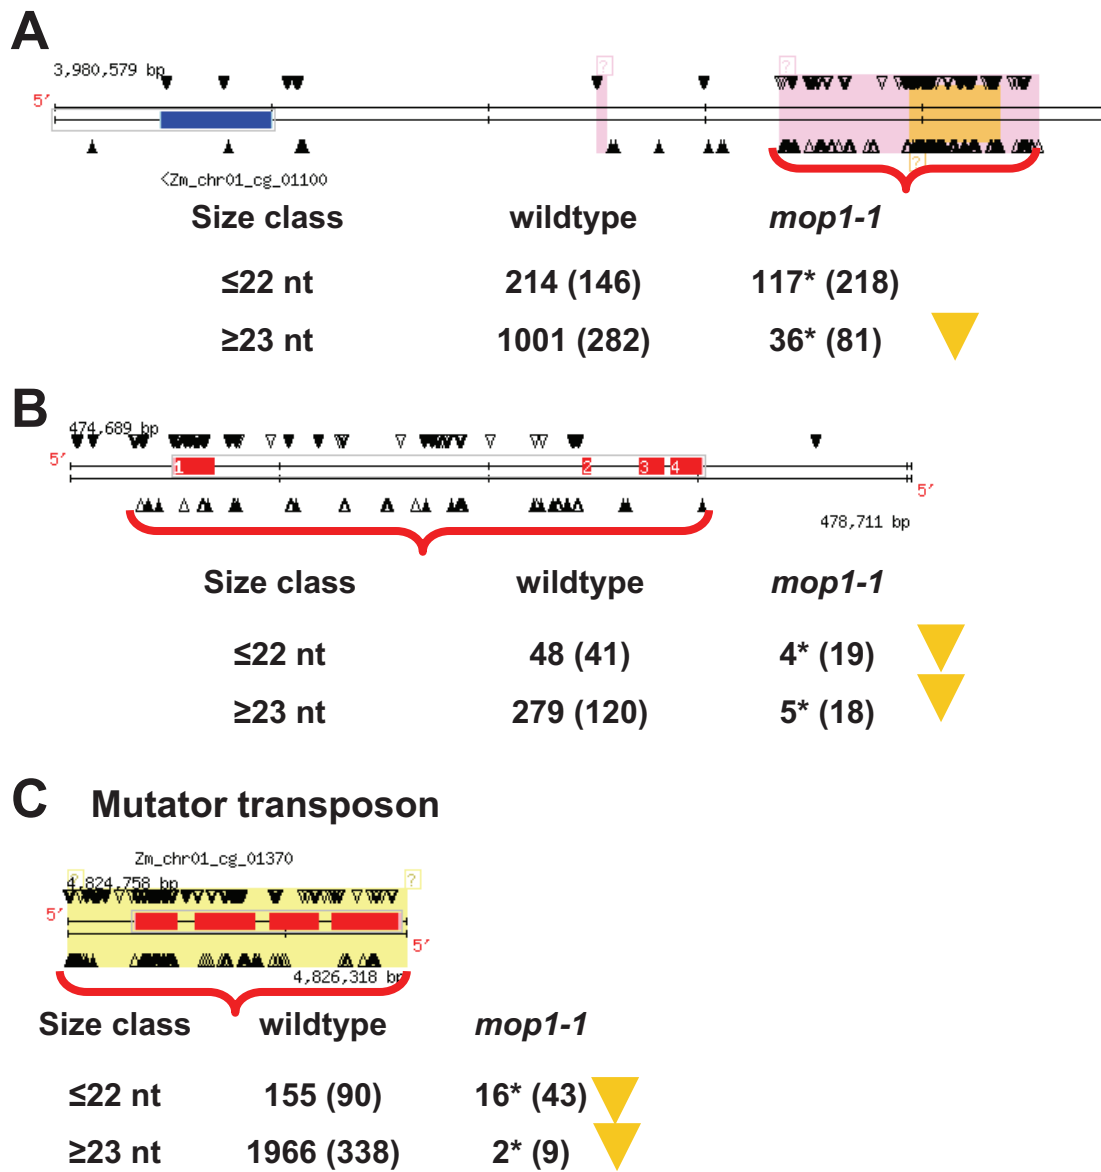 A
3,980,579 bp
?
?
5′
?
<Zm_chr01_cg_01100
Size class wildtype mop1-1
≤22 nt 214 (146) 117* (218)
≥23 nt 1001 (282) 36* (81)
B
474,689 bp
5′
1 2 3 4
5′
478,711 bp
Size class wildtype mop1-1
≤22 nt 48 (41) 4* (19)
≥23 nt 279 (120) 5* (18)
C Mutator transposon
Zm_chr01_cg_01370
? ?
4,824,758 bp
5′
5′
4,826,318 bp
Size class wildtype mop1-1
≤22 nt 155 (90) 16* (43)
≥23 nt 1966 (338) 2* (9)